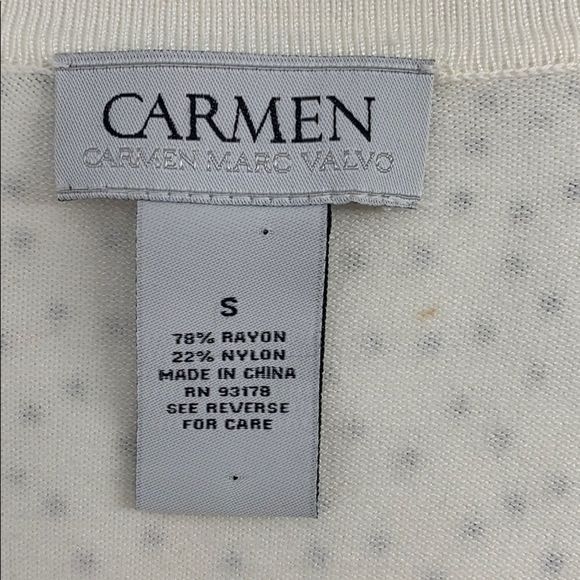 CARMEN
CARMEN MARC VALVO
S
78% RAYON
22% NYLON
MADE IN CHINA
RN 93178
SEE REVERSE
FOR CARE